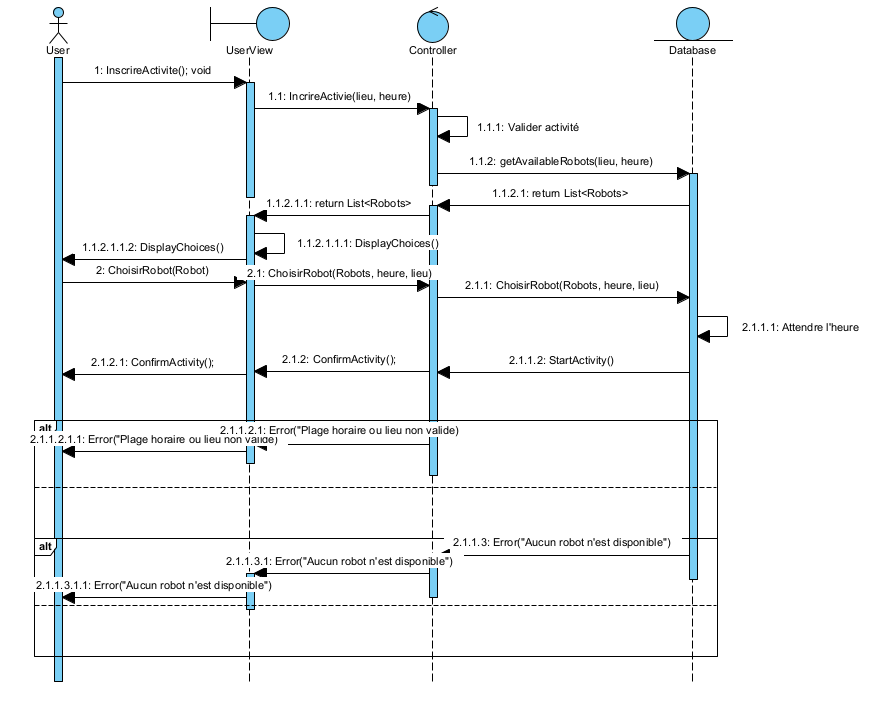 User
UserView
Controller
Database
1: InscrireActivite(); void
1.1: IncrireActivie(lieu, heure)
1.1.1: Valider activité
1.1.2: getAvailableRobots(lieu, heure)
1.1.2.1: return List<Robots>
1.1.2.1.1: return List<Robots>
1.1.2.1.1.1: DisplayChoices()
1.1.2.1.1.2: DisplayChoices()
2: ChoisirRobot(Robot)
2.1: ChoisirRobot(Robots, heure, lieu)
2.1.1: ChoisirRobot(Robots, heure, lieu)
2.1.1.1: Attendre l'heure
2.1.1.2: StartActivity()
2.1.2: ConfirmActivity();
2.1.2.1: ConfirmActivity();
alt
2.1.1.2.1: Error("Plage horaire ou lieu non valide)
2.1.1.2.1.1: Error("Plage horaire ou lieu non valide)
alt
2.1.1.3: Error("Aucun robot n'est disponible")
2.1.1.3.1: Error("Aucun robot n'est disponible")
2.1.1.3.1.1: Error("Aucun robot n'est disponible")